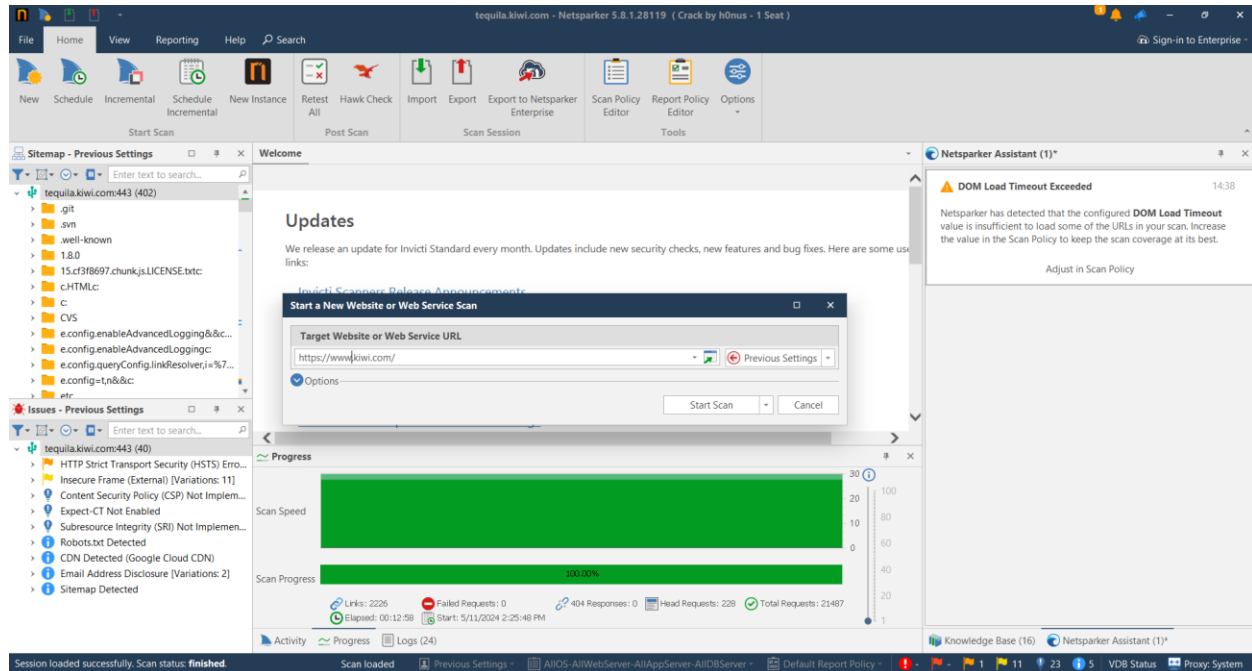 tequila.kiwi.com - Netsparker 5.8.1.28119 ( Crack by h0nus - 1 Seat )
1
File Home View Reporting Help Search
Sign-in to Enterprise
New Schedule Incremental Schedule Incremental New Instance Retest All Hawk Check Import Export Export to Netsparker Enterprise Scan Policy Editor Report Policy Editor Options
Start Scan Post Scan Scan Session Tools
Sitemap - Previous Settings
Enter text to search...
tequila.kiwi.com:443 (402)
.git
.svn
.well-known
1.8.0
15.cf3f8697.chunk.js.LICENSE.txtc:
c.HTMLc:
c:
CVS
e.config.enableAdvancedLogging&&c...
e.config.enableAdvancedLoggingc:
e.config.queryConfig.linkResolver,i=%7...
e.config=t,n&&c:
etc
Issues - Previous Settings
Enter text to search...
tequila.kiwi.com:443 (40)
HTTP Strict Transport Security (HSTS) Erro...
Insecure Frame (External) [Variations: 11]
Content Security Policy (CSP) Not Implem...
Expect-CT Not Enabled
Subresource Integrity (SRI) Not Implemen...
Robots.txt Detected
CDN Detected (Google Cloud CDN)
Email Address Disclosure [Variations: 2]
Sitemap Detected
Welcome
Updates
We release an update for Invicti Standard every month. Updates include new security checks, new features and bug fixes. Here are some use
links:
Invicti Scanners Release Announcements
Start a New Website or Web Service Scan
Target Website or Web Service URL
https://www.kiwi.com/
Previous Settings
Options
Start Scan
Cancel
Progress
Scan Speed
30
20
10
0
100
80
60
40
20
1
Scan Progress
100.00%
Links: 2226 Failed Requests: 0 404 Responses: 0 Head Requests: 228 Total Requests: 21487
Elapsed: 00:12:58 Start: 5/11/2024 2:25:48 PM
Activity Progress Logs (24)
Netsparker Assistant (1)*
DOM Load Timeout Exceeded 14:38
Netsparker has detected that the configured DOM Load Timeout
value is insufficient to load some of the URLs in your scan. Increase
the value in the Scan Policy to keep the scan coverage at its best.
Adjust in Scan Policy
Knowledge Base (16) Netsparker Assistant (1)*
Session loaded successfully. Scan status: finished. Scan loaded Previous Settings AllOS-AllWebServer-AllAppServer-AllDBServer Default Report Policy 1 11 23 5 VDB Status Proxy: System